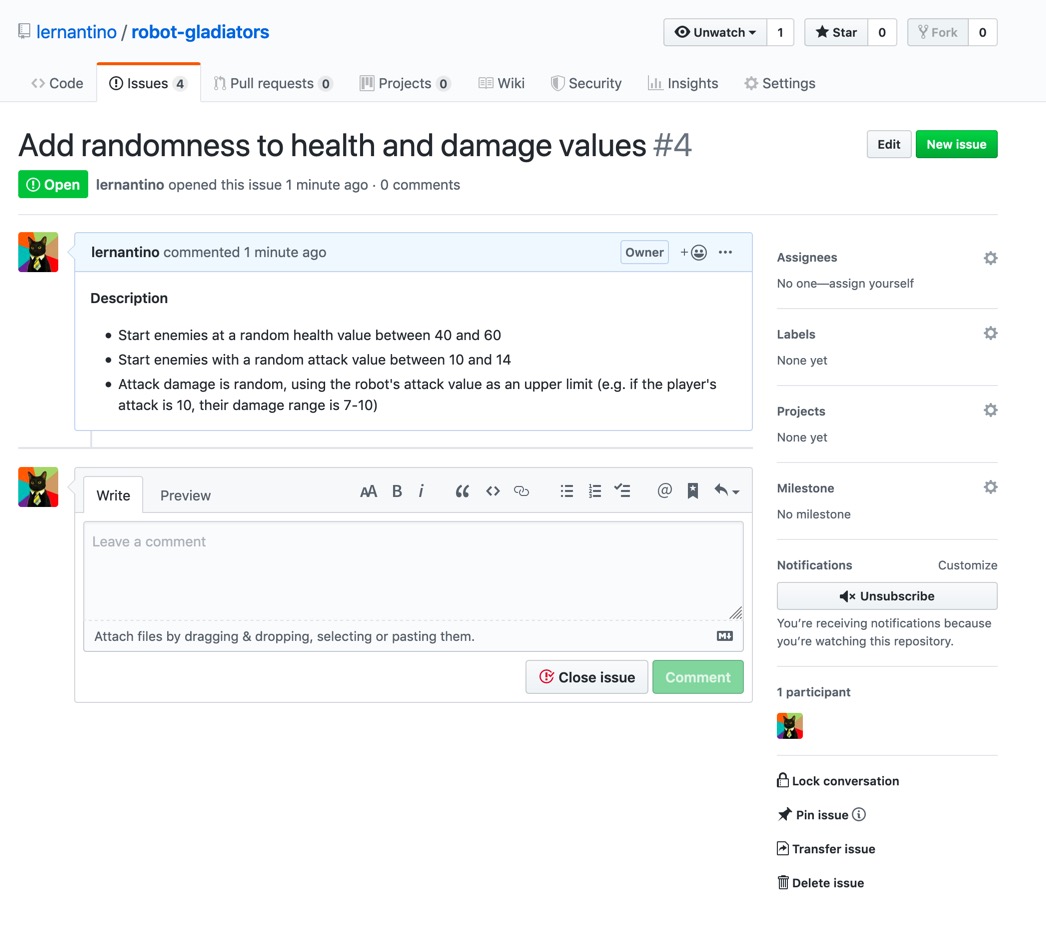 lernantino / robot-gladiators
Unwatch 1 Star 0 Fork 0
Code Issues 4 Pull requests 0 Projects 0 Wiki Security Insights Settings
Add randomness to health and damage values #4
Edit New issue
Open lernantino opened this issue 1 minute ago · 0 comments
lernantino commented 1 minute ago Owner + ...
Description
• Start enemies at a random health value between 40 and 60
• Start enemies with a random attack value between 10 and 14
• Attack damage is random, using the robot's attack value as an upper limit (e.g. if the player's
attack is 10, their damage range is 7-10)
Write Preview AA B i “ <> @
Leave a comment
Attach files by dragging & dropping, selecting or pasting them. M↓
Close issue Comment
Assignees
No one—assign yourself
Labels
None yet
Projects
None yet
Milestone
No milestone
Notifications Customize
Unsubscribe
You’re receiving notifications because
you’re watching this repository.
1 participant
Lock conversation
Pin issue
Transfer issue
Delete issue